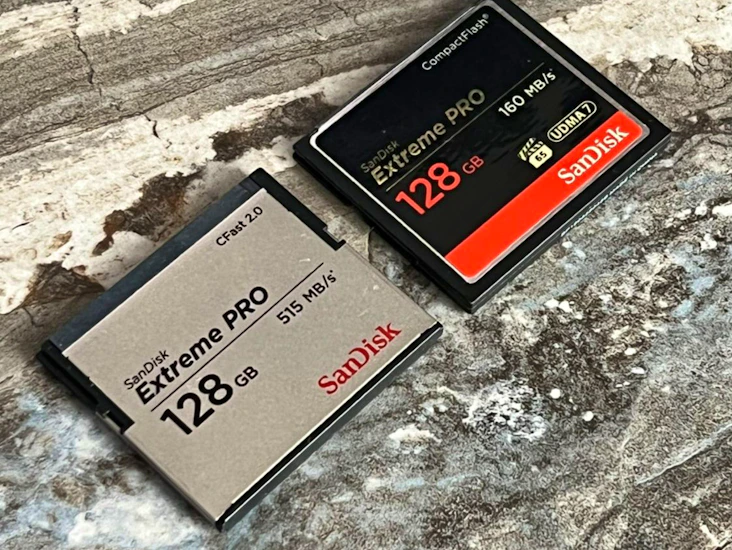 CompactFlash®
SanDisk
Extreme PRO
160 MB/s*
128 GB
65
UDMA 7
SanDisk
CFast 2.0
SanDisk
Extreme PRO
515 MB/s*
128 GB
SanDisk